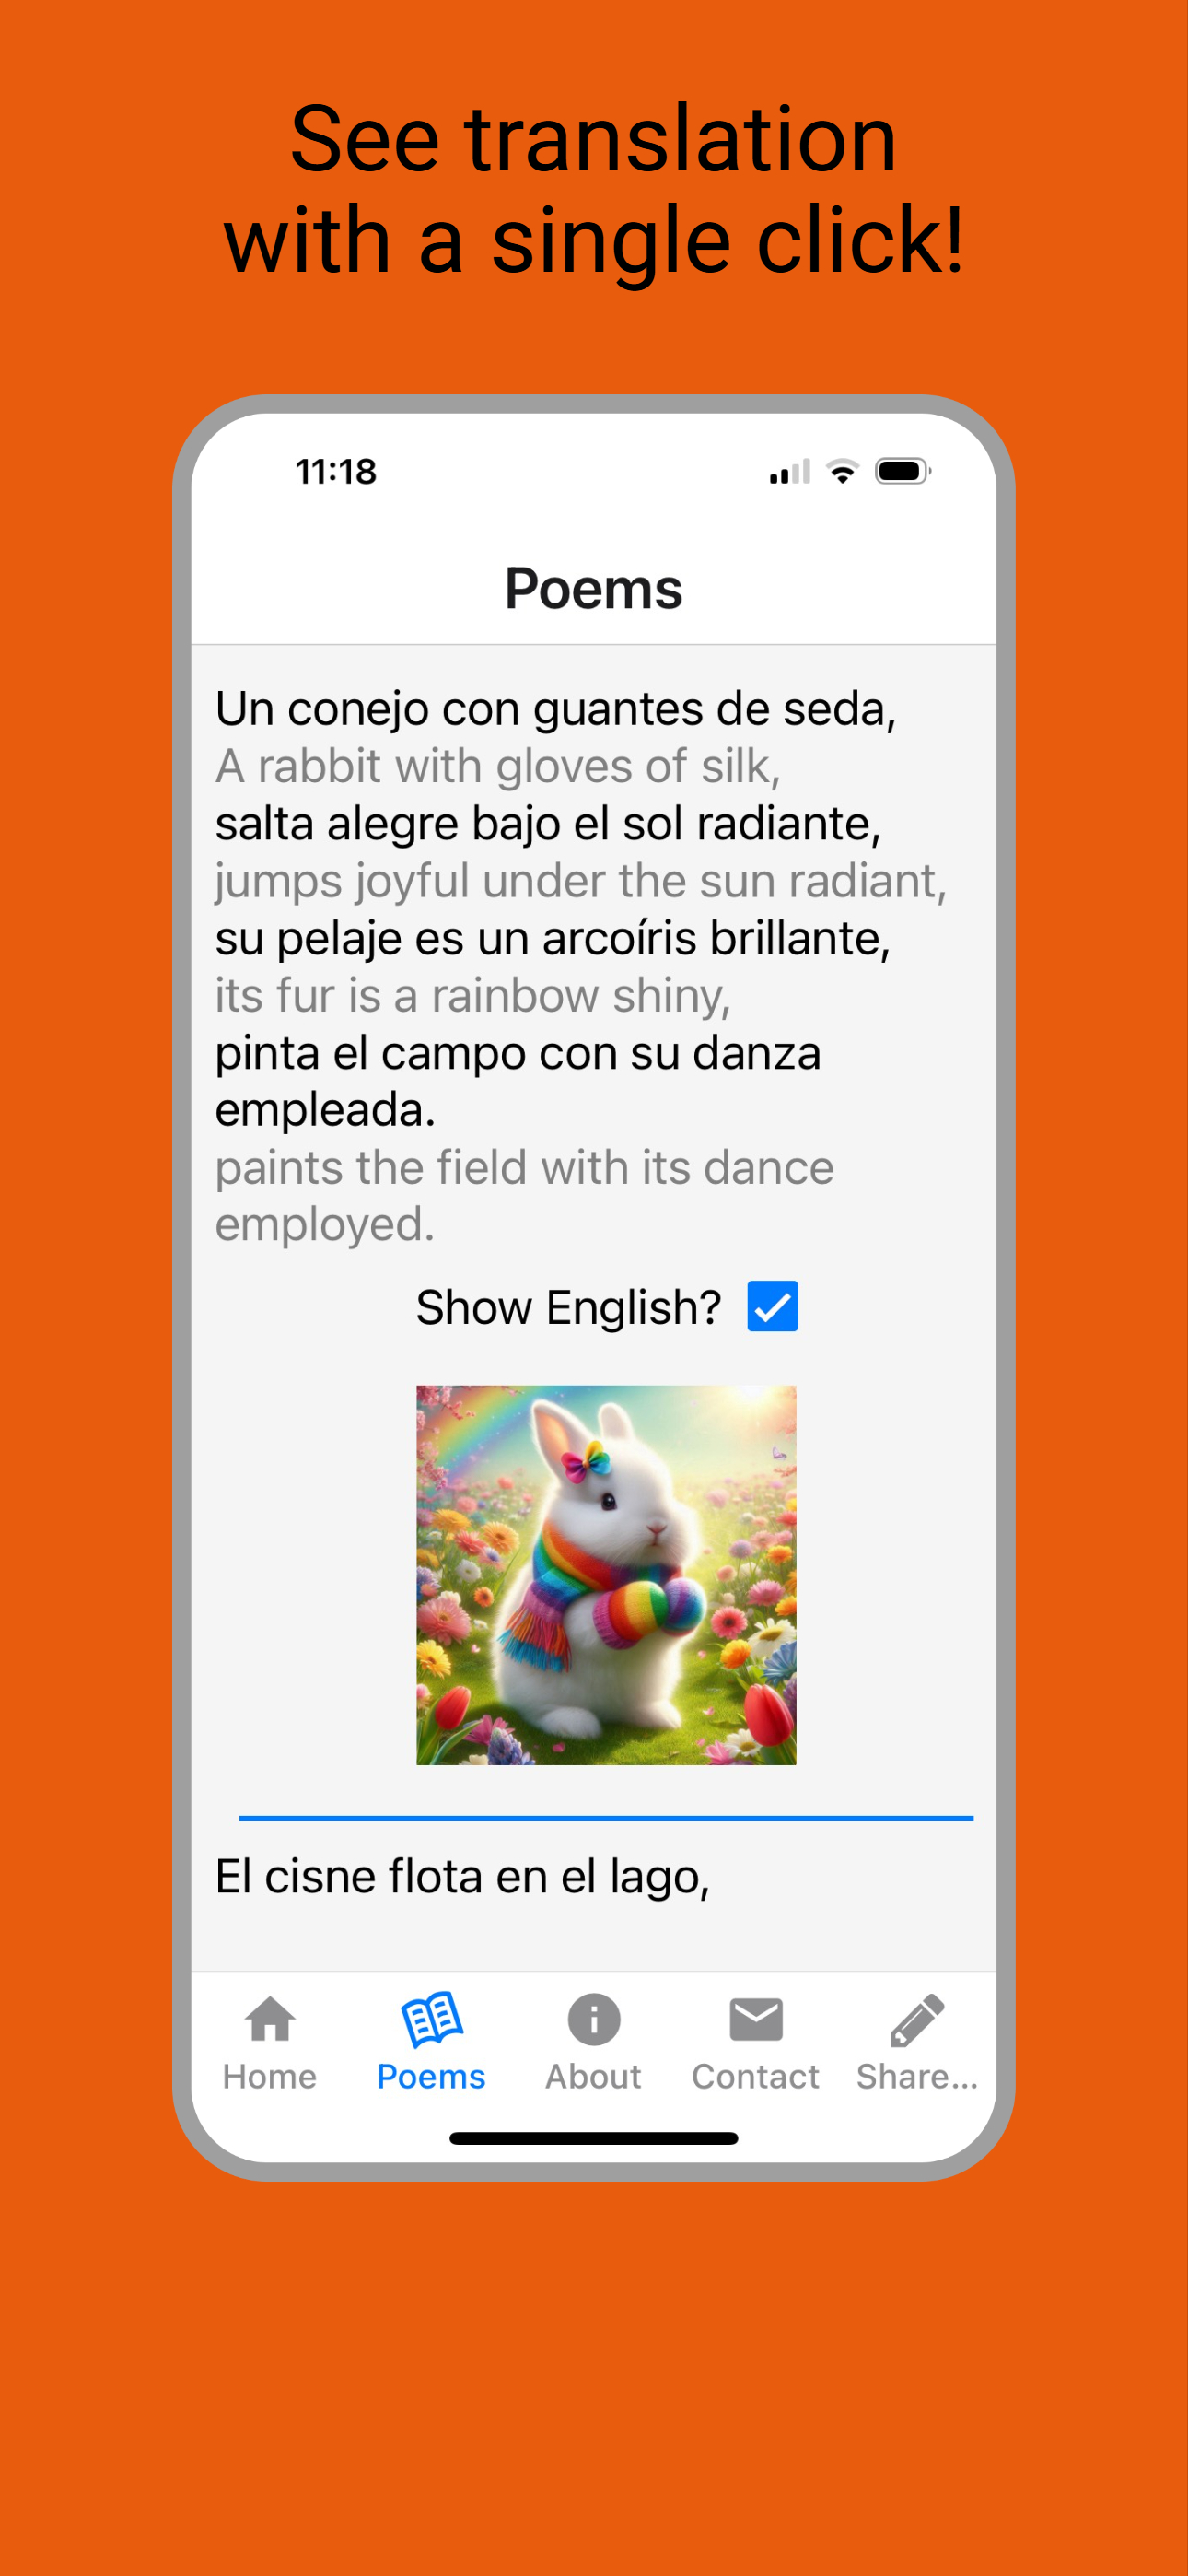 See translation
with a single click!
11:18
Poems
Un conejo con guantes de seda,
A rabbit with gloves of silk,
salta alegre bajo el sol radiante,
jumps joyful under the sun radiant,
su pelaje es un arcoíris brillante,
its fur is a rainbow shiny,
pinta el campo con su danza
empleada.
paints the field with its dance
employed.
Show English?
El cisne flota en el lago,
Home Poems About Contact Share...